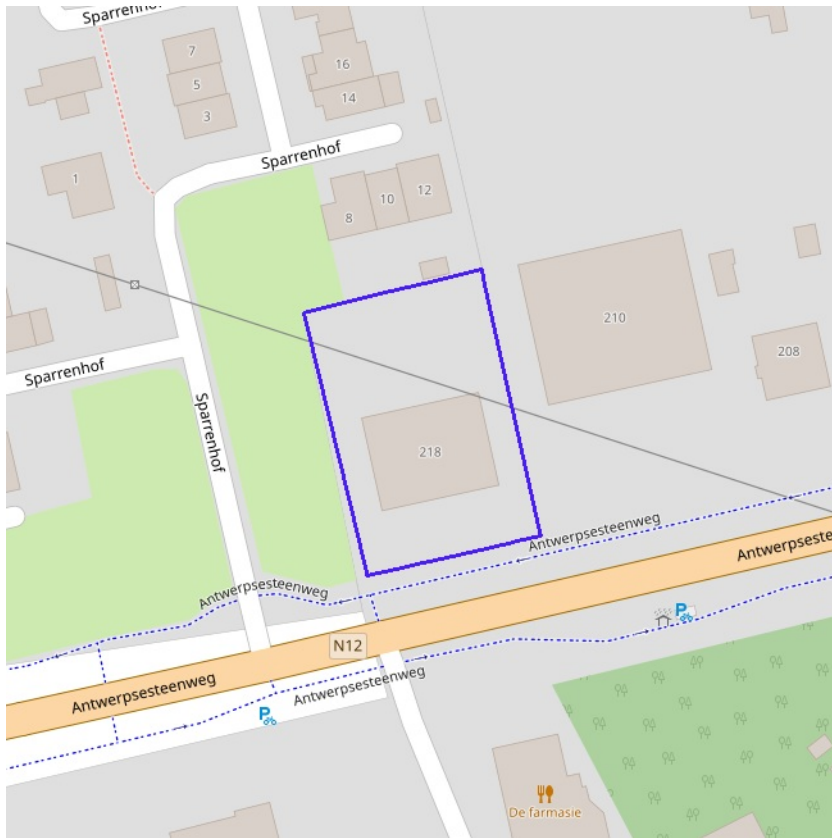 Sparrenhof
7
5
3
16
14
Sparrenhof
1
12
10
8
210
208
Sparrenhof
Sparrenhof
218
Antwerpsesteenweg
Antwerpseste
Antwerpsesteenweg
N12
Antwerpsesteenweg
Antwerpsesteenweg
P
P
De farmasie